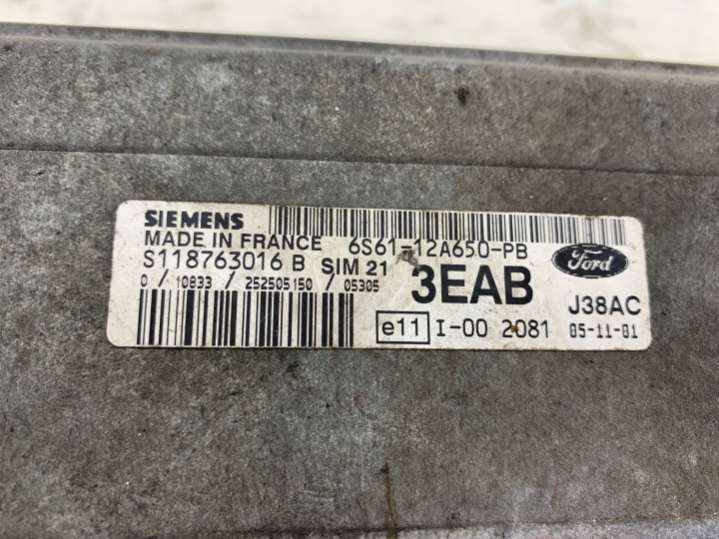 SIEMENS
MADE IN FRANCE 6S61-12A650-PB
S118763016 B SIM 21
0 / 10833 / 252505150 / 05305
3EAB
Ford
J38AC
e11 I-00 2081 05-11-01